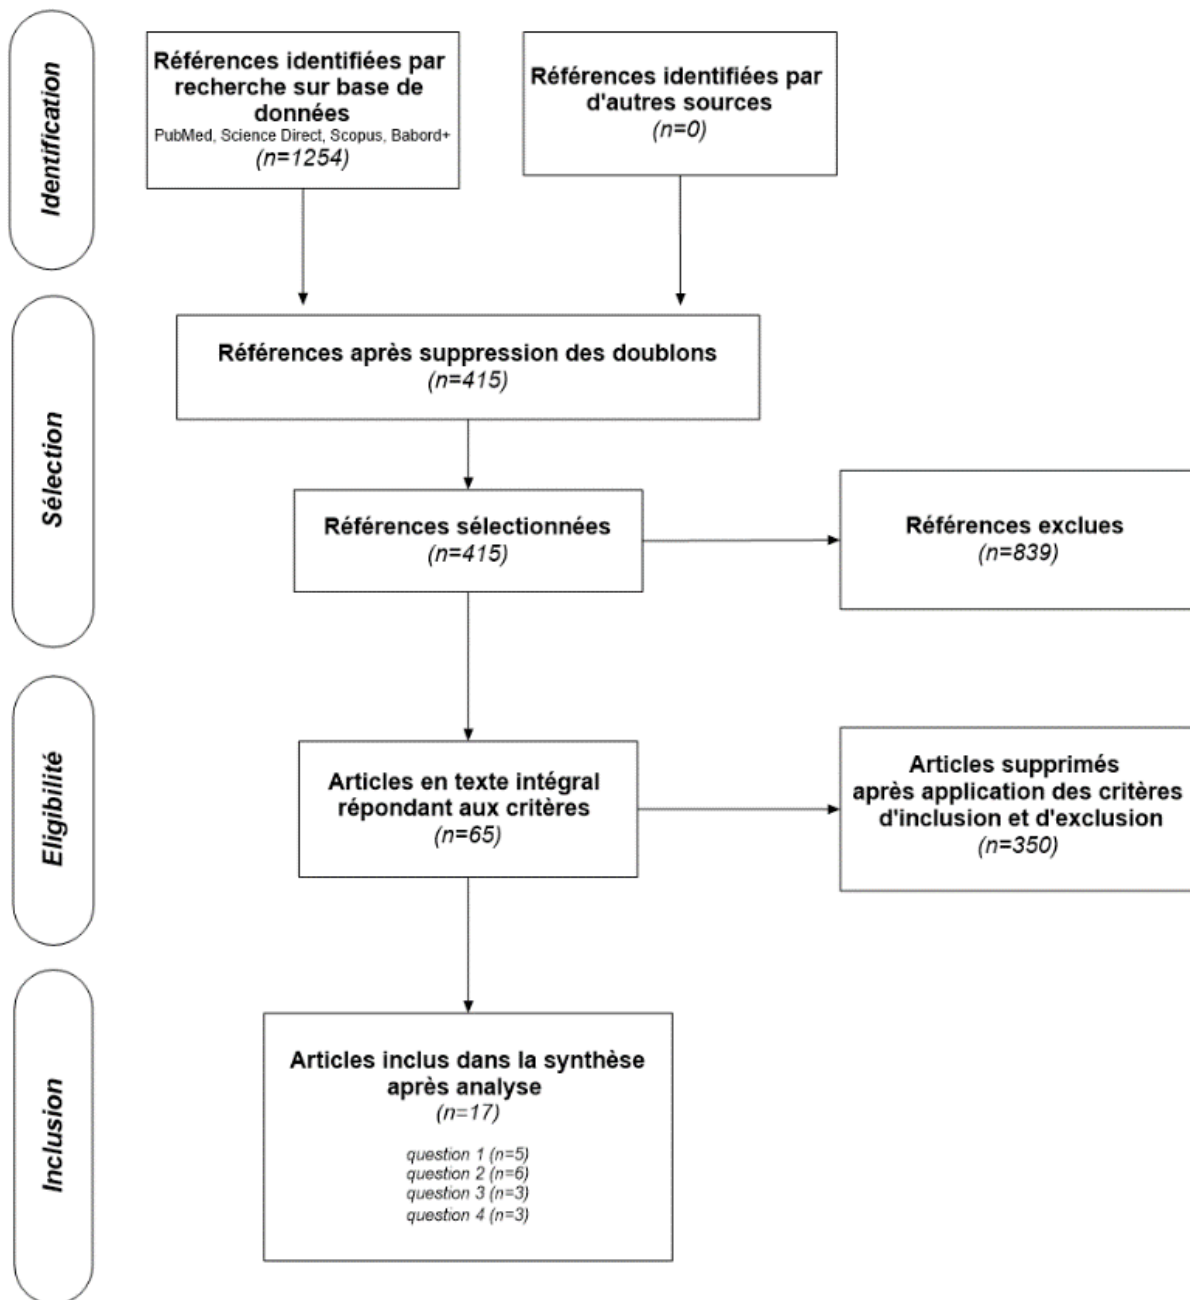 Identification
Références identifiées par
recherche sur base de
données
PubMed, Science Direct, Scopus, Babord+
(n=1254)
Références identifiées par
d'autres sources
(n=0)
Sélection
Références après suppression des doublons
(n=415)
Références sélectionnées
(n=415)
Références exclues
(n=839)
Eligibilité
Articles en texte intégral
répondant aux critères
(n=65)
Articles supprimés
après application des critères
d'inclusion et d'exclusion
(n=350)
Inclusion
Articles inclus dans la synthèse
après analyse
(n=17)
question 1 (n=5)
question 2 (n=6)
question 3 (n=3)
question 4 (n=3)